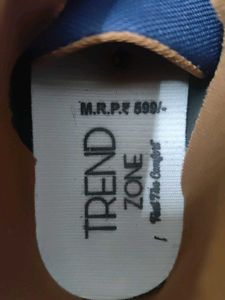 M.R.P.₹ 599/-
TREND
ZONE
Feel The Comfort